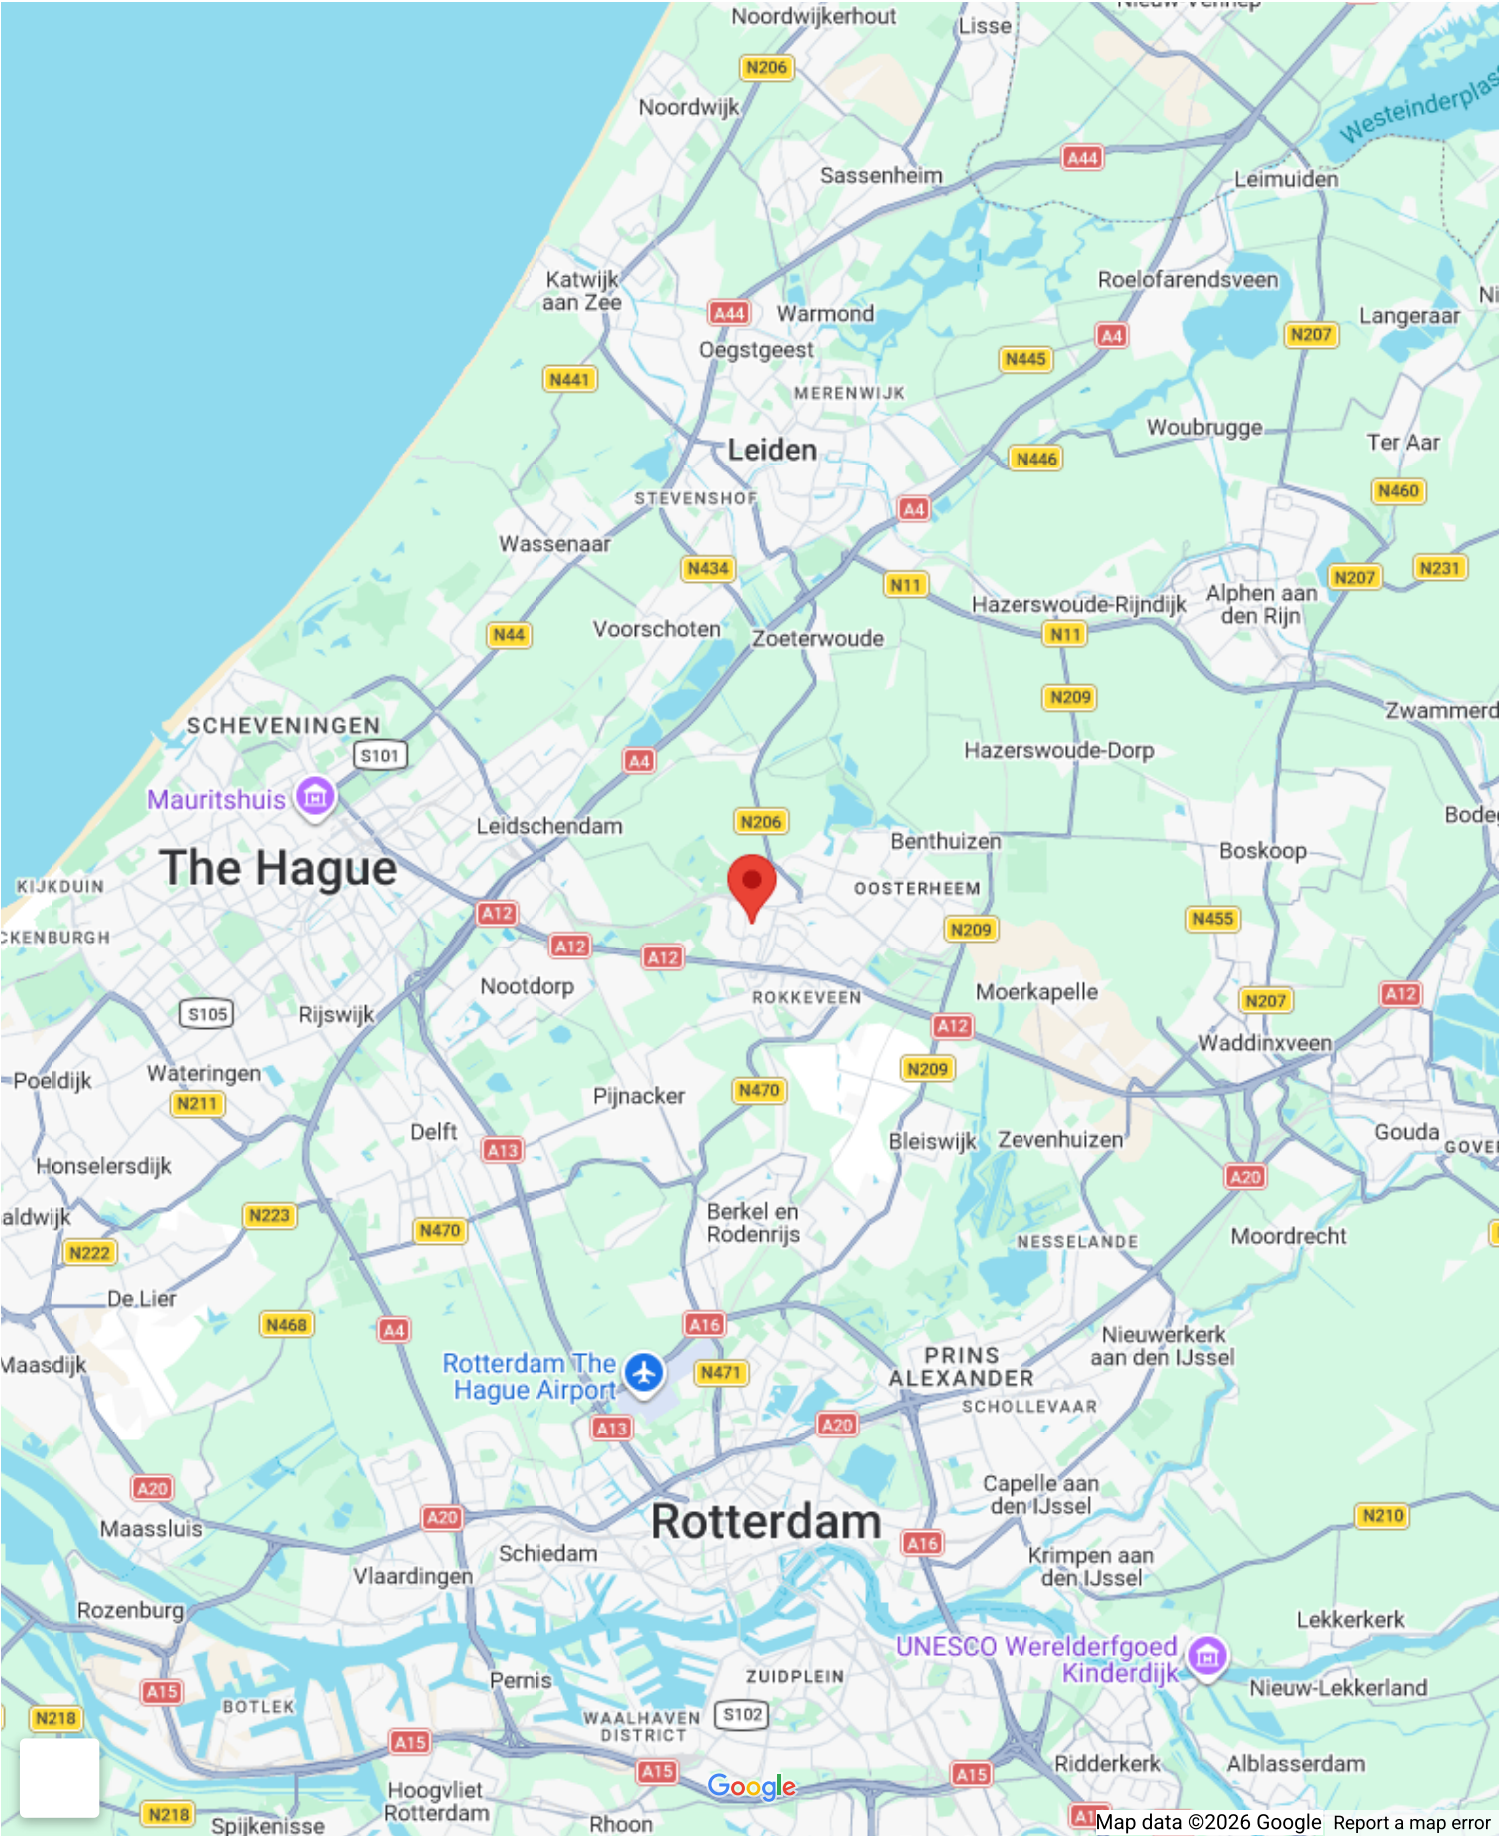 Noordwijkerhout
Lisse
N206
Noordwijk
Westeinderplas
A44
Sassenheim
Leimuiden
Katwijk
aan Zee
Roelofarendsveen
A44
Warmond
Langeraar
A4
N207
Oegstgeest
N445
N441
MERENWIJK
Woubrugge
Ter Aar
Leiden
N446
STEVENSHOF
N460
A4
Wassenaar
N434
N11
N207
N231
Alphen aan
den Rijn
Hazerswoude-Rijndijk
Voorschoten
N44
Zoeterwoude
N11
N209
Zwammerd
SCHEVENINGEN
S101
Hazerswoude-Dorp
A4
Mauritshuis
Leidschendam
N206
Benthuizen
Boskoop
The Hague
KIJKDUIN
OOSTERHEEM
A12
N455
N209
CKENBURGH
A12
A12
Nootdorp
ROKKEVEEN
Moerkapelle
A12
N207
S105
Rijswijk
A12
Waddinxveen
Poeldijk
Wateringen
N209
N211
Pijnacker
N470
Delft
Bleiswijk
Zevenhuizen
Gouda
A13
Honselersdijk
A20
aldwijk
N223
N470
Berkel en
Rodenrijs
NESSELANDE
Moordrecht
N222
De Lier
N468
A4
A16
Nieuwerkerk
aan den IJssel
Maasdijk
Rotterdam The
Hague Airport
N471
PRINS
ALEXANDER
SCHOLLEVAAR
A13
A20
A20
Capelle aan
den IJssel
Maassluis
A20
Rotterdam
N210
A16
Schiedam
Krimpen aan
den IJssel
Vlaardingen
Rozenburg
Lekkerkerk
UNESCO Werelderfgoed
Kinderdijk
Pernis
ZUIDPLEIN
A15
BOTLEK
Nieuw-Lekkerland
N218
WAALHAVEN
DISTRICT
S102
A15
A15
A15
Ridderkerk
Alblasserdam
Hoogvliet
Rotterdam
Google
N218
Spijkenisse
Rhoon
Map data ©2026 Google
Report a map error